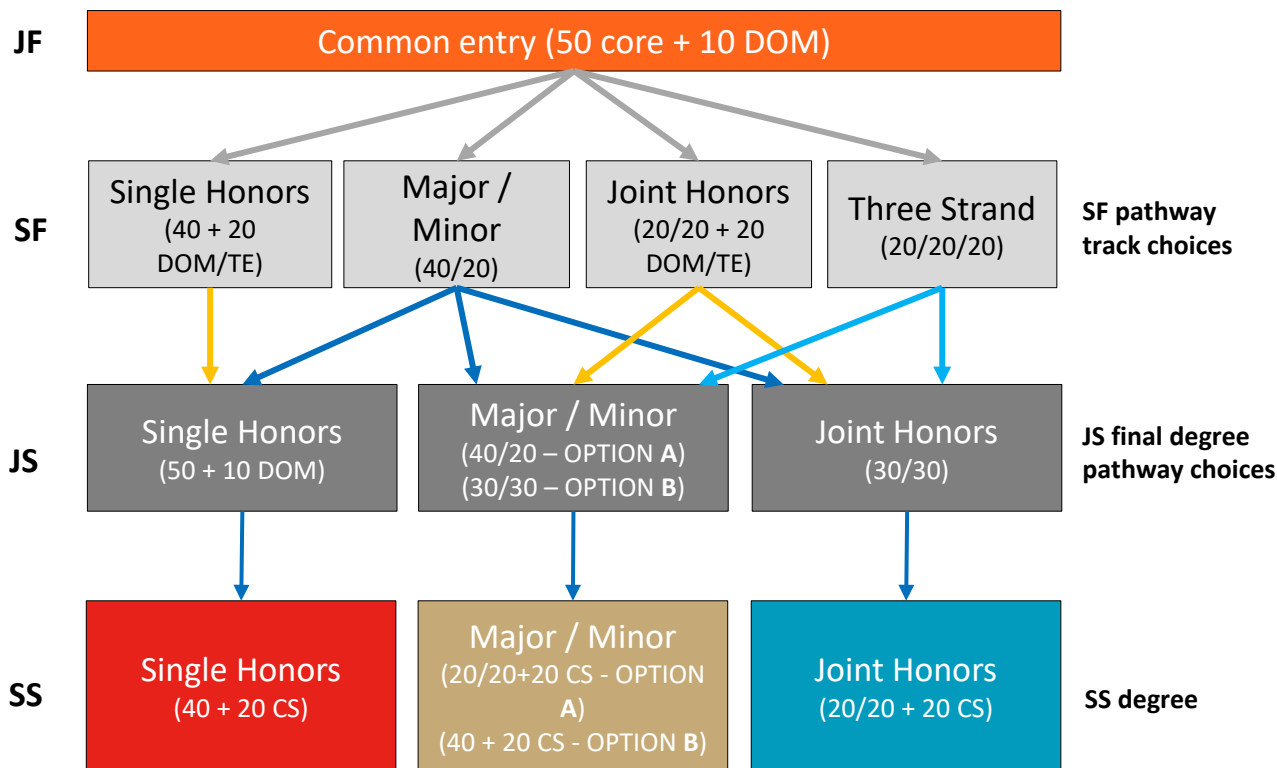 JF
Common entry (50 core + 10 DOM)
SF
Single Honors
(40 + 20
DOM/TE)
Major /
Minor
(40/20)
Joint Honors
(20/20 + 20
DOM/TE)
Three Strand
(20/20/20)
SF pathway
track choices
JS
Single Honors
(50 + 10 DOM)
Major / Minor
(40/20 – OPTION A)
(30/30 – OPTION B)
Joint Honors
(30/30)
JS final degree
pathway choices
SS
Single Honors
(40 + 20 CS)
Major / Minor
(20/20+20 CS - OPTION
A)
(40 + 20 CS - OPTION B)
Joint Honors
(20/20 + 20 CS)
SS degree